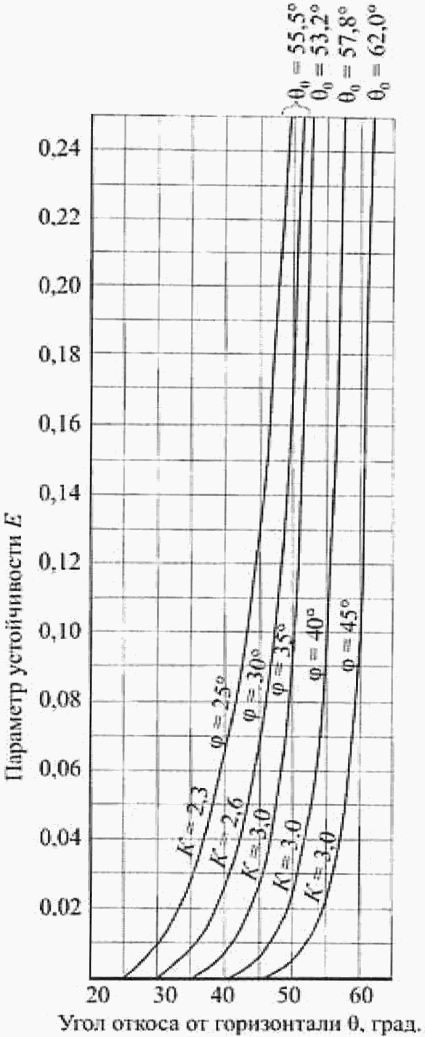 θ₀ = 55,5°
θ₀ = 53,2°
θ₀ = 57,8°
θ₀ = 62,0°
0,24
0,22
0,20
0,18
0,16
0,14
0,12
0,10
0,08
0,06
0.04
0.02
Параметр устойчивости E
φ = 25°
φ = 30°
φ = 35°
φ = 40°
φ = 45°
K = 2,3
K = 2,6
K = 3,0
K = 3,0
K = 3,0
20 30 40 50 60
Угол откоса от горизонтали θ, град.